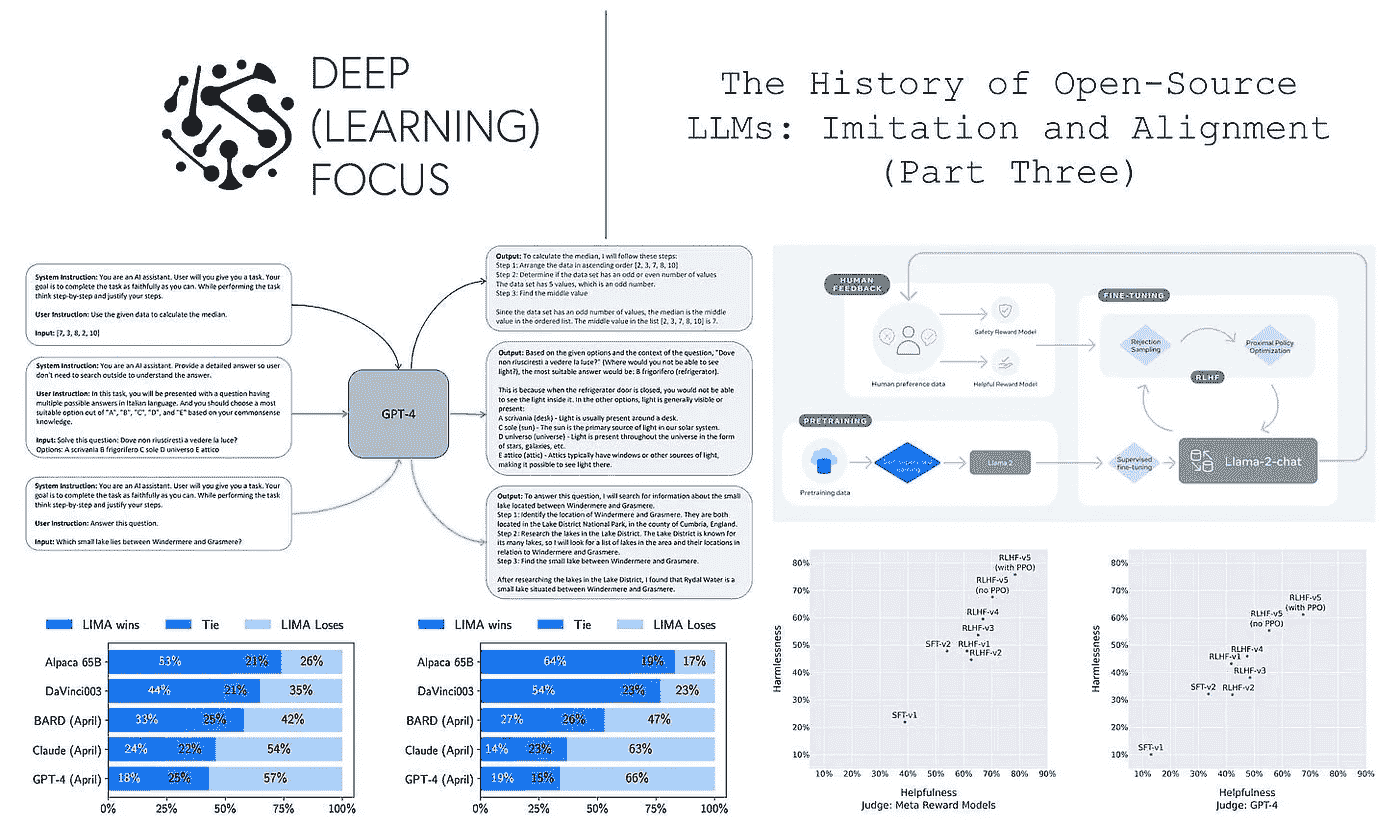 DEEP
(LEARNING)
FOCUS
The History of Open-Source
LLMs: Imitation and Alignment
(Part Three)
System Instruction: You are an AI assistant. User will you give you a task. Your
goal is to complete the task as faithfully as you can. While performing the task
think step-by-step and justify your steps.
User Instruction: Use the given data to calculate the median.
Input: [7, 3, 8, 2, 10]
System Instruction: You are an AI assistant. Provide a detailed answer so user
don't need to search outside to understand the answer.
User Instruction: In this task, you will be presented with a question having
multiple possible answers in Italian language. And you should choose a most
suitable option out of "A", "B", "C", "D", and "E" based on your commonsense
knowledge.
Input: Solve this question: Dove non riusciresti a vedere la luce?
Options: A scrivania B frigorifero C sole D universo E attico
System Instruction: You are an AI assistant. User will you give you a task. Your
goal is to complete the task as faithfully as you can. While performing the task
think step-by-step and justify your steps.
User Instruction: Answer this question.
Input: Which small lake lies between Windermere and Grasmere?
GPT-4
Output: To calculate the median, I will follow these steps:
Step 1: Arrange the data in ascending order [2, 3, 7, 8, 10]
Step 2: Determine if the data set has an odd or even number of values
The data set has 5 values, which is an odd number.
Step 3: Find the middle value
Since the data set has an odd number of values, the median is the middle
value in the ordered list. The middle value in the list [2, 3, 7, 8, 10] is 7.
Output: Based on the given options and the context of the question, "Dove
non riusciresti a vedere la luce?" (Where would you not be able to see
light?), the most suitable answer would be: B frigorifero (refrigerator).
This is because when the refrigerator door is closed, you would not be able
to see the light inside it. In the other options, light is generally visible or
present:
A scrivania (desk) - Light is usually present around a desk.
C sole (sun) - The sun is the primary source of light in our solar system.
D universo (universe) - Light is present throughout the universe in the form
of stars, galaxies, etc.
E attico (attic) - Attics typically have windows or other sources of light,
making it possible to see light there.
Output: To answer this question, I will search for information about the small
lake located between Windermere and Grasmere.
Step 1: Identify the location of Windermere and Grasmere. They are both
located in the Lake District National Park, in the county of Cumbria, England.
Step 2: Research the lakes in the Lake District. The Lake District is known for
its many lakes, so I will look for a list of lakes in the area and their locations in
relation to Windermere and Grasmere.
Step 3: Find the small lake between Windermere and Grasmere.
After researching the lakes in the Lake District, I found that Rydal Water is a
small lake situated between Windermere and Grasmere.
HUMAN
FEEDBACK
Human preference data
Safety Reward Model
Helpful Reward Model
FINE-TUNING
Rejection
Sampling
Proximal Policy
Optimization
RLHF
PRETRAINING
Pretraining data
Self-supervised
learning
Llama 2
Supervised
fine-tuning
Llama-2-chat
LIMA wins Tie LIMA Loses
Alpaca 65B 53% 21% 26%
DaVinci003 44% 21% 35%
BARD (April) 33% 25% 42%
Claude (April) 24% 22% 54%
GPT-4 (April) 18% 25% 57%
0% 25% 50% 75% 100%
LIMA wins Tie LIMA Loses
Alpaca 65B 64% 19% 17%
DaVinci003 54% 23% 23%
BARD (April) 27% 26% 47%
Claude (April) 14% 23% 63%
GPT-4 (April) 19% 15% 66%
0% 25% 50% 75% 100%
Harmlessness
80%
70%
60%
50%
40%
30%
20%
10%
RLHF-v5
(with PPO)
RLHF-v5
(no PPO)
RLHF-v4
RLHF-v3
SFT-v2 RLHF-v1
RLHF-v2
SFT-v1
10% 20% 30% 40% 50% 60% 70% 80% 90%
Helpfulness
Judge: Meta Reward Models
Harmlessness
80%
70%
60%
50%
40%
30%
20%
10%
RLHF-v5
(with PPO)
RLHF-v5
(no PPO)
RLHF-v4
RLHF-v1
RLHF-v3
SFT-v2 RLHF-v2
SFT-v1
10% 20% 30% 40% 50% 60% 70% 80% 90%
Helpfulness
Judge: GPT-4